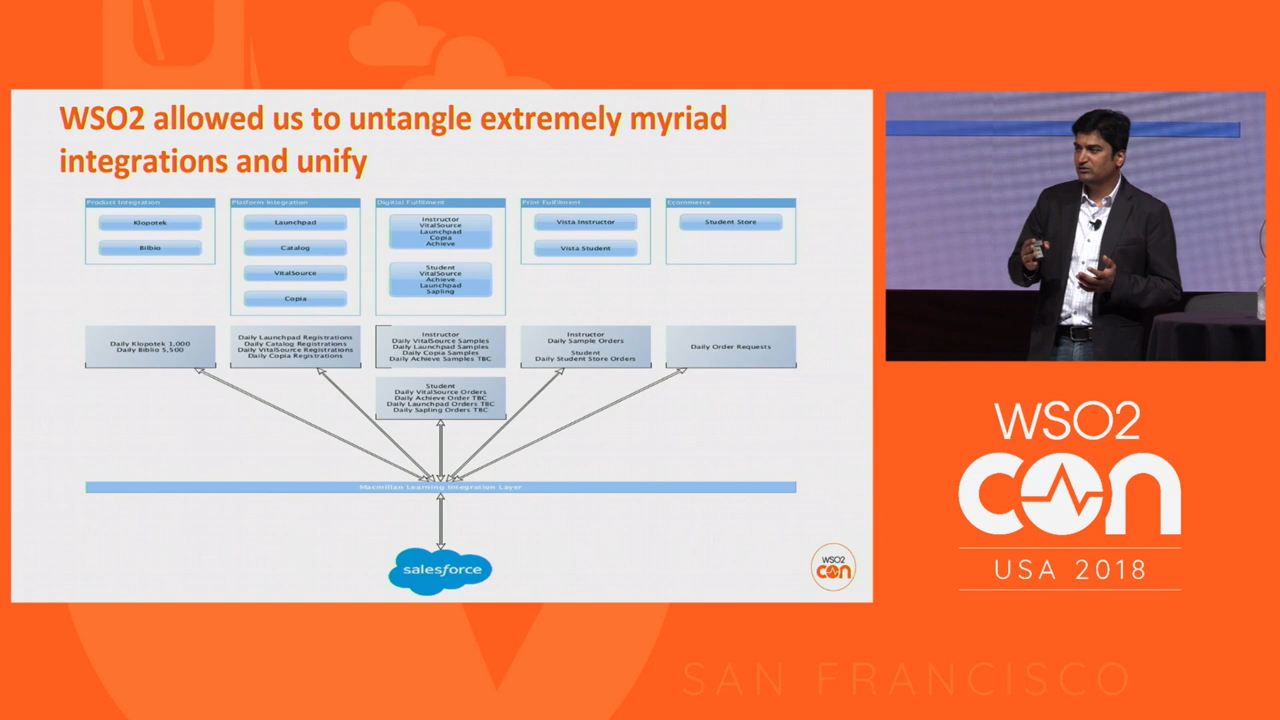 WSO2 allowed us to untangle extremely myriad
integrations and unify
Product Integration
Klopotek
Bilbio
Daily Klopotek 1,000
Daily Biblio 5,500
Platform Integration
Launchpad
Catalog
VitalSource
Copia
Daily Launchpad Registrations
Daily Catalog Registrations
Daily VitalSource Registrations
Daily Copia Registrations
Digitial Fulfilment
Instructor
VitalSource
Launchpad
Copia
Achieve
Student
VitalSource
Achieve
Launchpad
Sapling
Instructor
Daily VitalSource Samples
Daily Launchpad Samples
Daily Copia Samples
Daily Achieve Samples TBC
Student
Daily VitalSource Orders
Daily Achieve Order TBC
Daily Launchpad Orders TBC
Daily Sapling Orders TBC
Print Fulfilment
Vista Instructor
Vista Student
Instructor
Daily Sample Orders
Student
Daily Student Store Orders
Ecommerce
Student Store
Daily Order Requests
Macmillan Learning Integration Layer
salesforce
WSO2
con
WSO2
con
USA 2018
SAN FRANCISCO